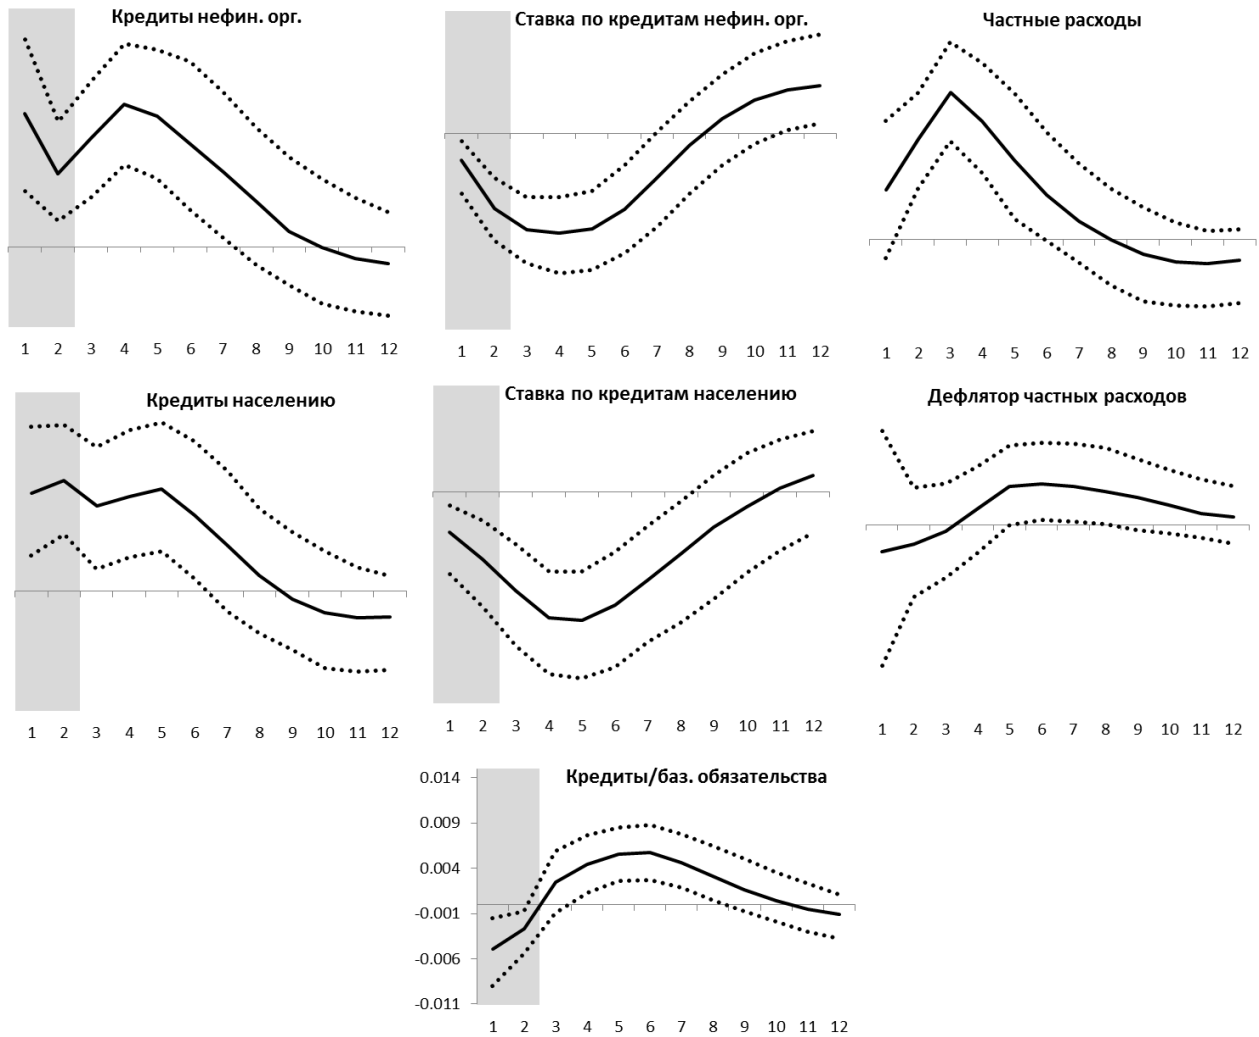 Кредиты нефин. орг.
Ставка по кредитам нефин. орг.
Частные расходы
1 2 3 4 5 6 7 8 9 10 11 12
1 2 3 4 5 6 7 8 9 10 11 12
1 2 3 4 5 6 7 8 9 10 11 12
Кредиты населению
Ставка по кредитам населению
Дефлятор частных расходов
1 2 3 4 5 6 7 8 9 10 11 12
1 2 3 4 5 6 7 8 9 10 11 12
1 2 3 4 5 6 7 8 9 10 11 12
Кредиты/баз. обязательства
0.014
0.009
0.004
-0.001
-0.006
-0.011
1 2 3 4 5 6 7 8 9 10 11 12